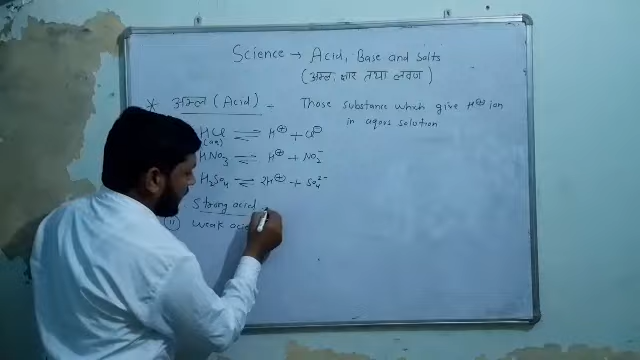 Science → Acid, Base and Salts
(अम्ल, क्षार तथा लवण)
* अम्ल (Acid) - Those substance which give H⊕ ion
in aqous solution
HCl ⇌ H⊕ + Cl⊖
(aq)
HNO3 ⇌ H⊕ + NO3⁻
H2SO4 ⇌ 2H⊕ + SO4²⁻
Strong acid -
(ii) Weak